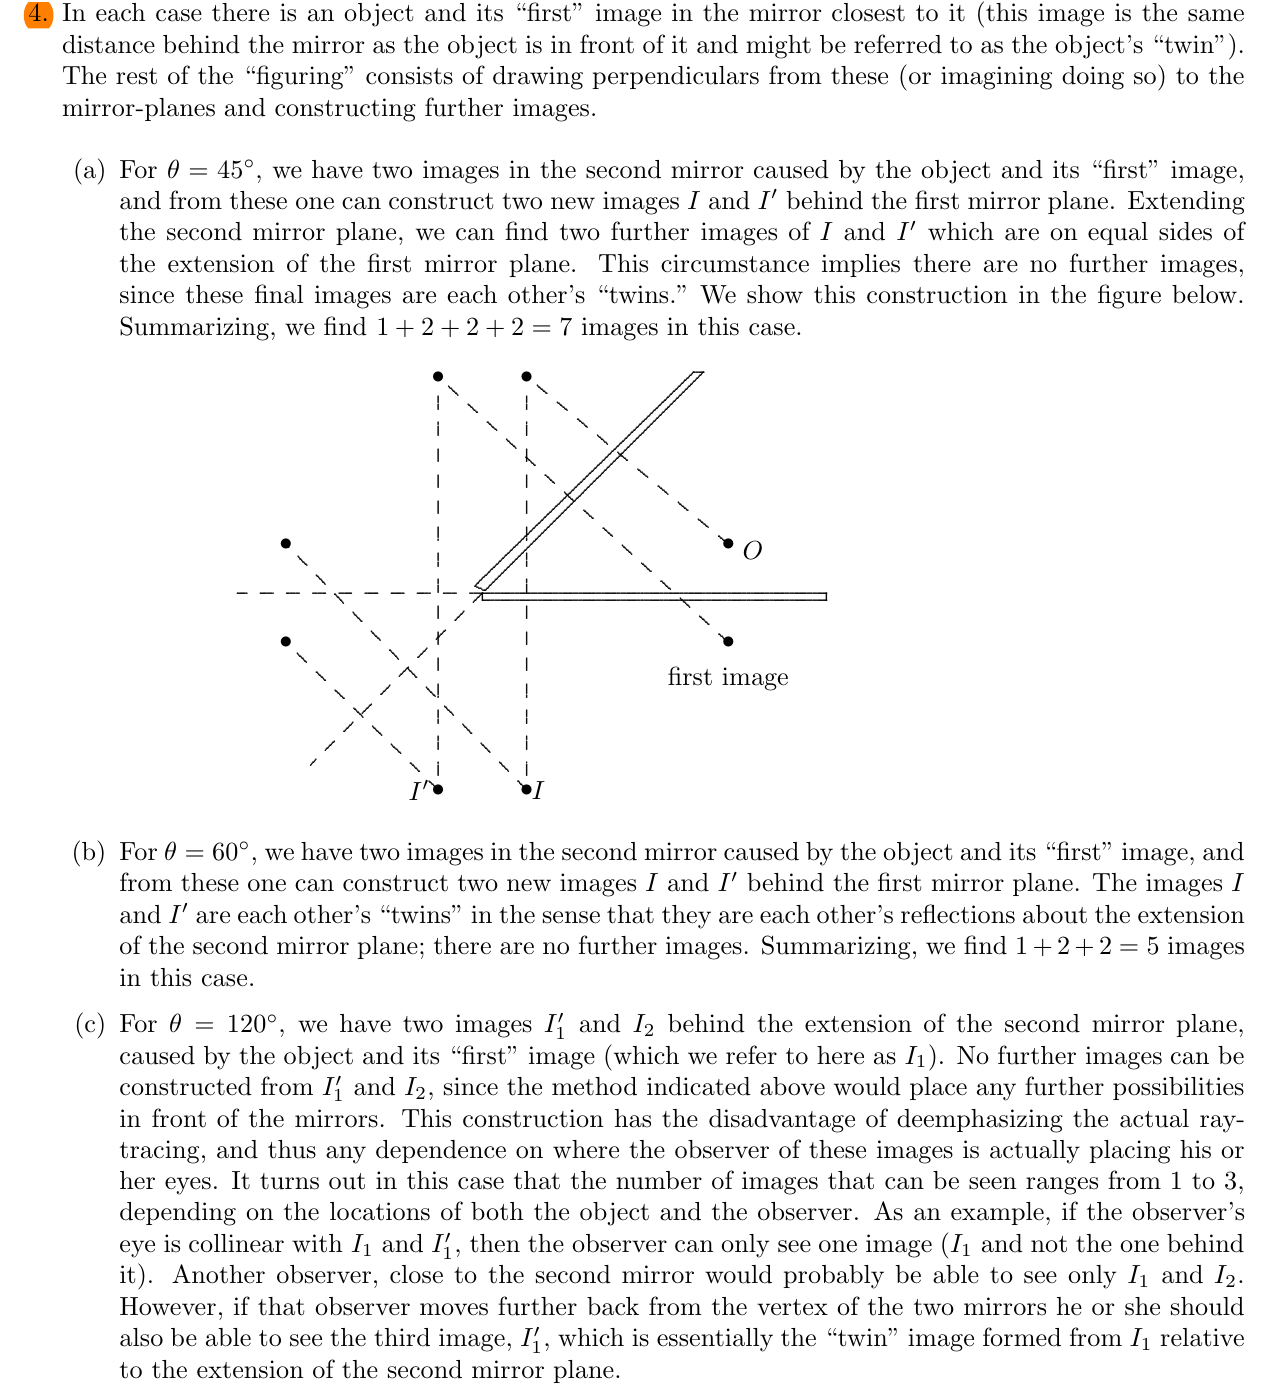 4. In each case there is an object and its “first” image in the mirror closest to it (this image is the same
distance behind the mirror as the object is in front of it and might be referred to as the object’s “twin”).
The rest of the “figuring” consists of drawing perpendiculars from these (or imagining doing so) to the
mirror-planes and constructing further images.
(a) For θ = 45°, we have two images in the second mirror caused by the object and its “first” image,
and from these one can construct two new images I and I′ behind the first mirror plane. Extending
the second mirror plane, we can find two further images of I and I′ which are on equal sides of
the extension of the first mirror plane. This circumstance implies there are no further images,
since these final images are each other’s “twins.” We show this construction in the figure below.
Summarizing, we find 1 + 2 + 2 + 2 = 7 images in this case.
O
first image
I′ I
(b) For θ = 60°, we have two images in the second mirror caused by the object and its “first” image, and
from these one can construct two new images I and I′ behind the first mirror plane. The images I
and I′ are each other’s “twins” in the sense that they are each other’s reflections about the extension
of the second mirror plane; there are no further images. Summarizing, we find 1 + 2 + 2 = 5 images
in this case.
(c) For θ = 120°, we have two images I′₁ and I₂ behind the extension of the second mirror plane,
caused by the object and its “first” image (which we refer to here as I₁). No further images can be
constructed from I′₁ and I₂, since the method indicated above would place any further possibilities
in front of the mirrors. This construction has the disadvantage of deemphasizing the actual ray-
tracing, and thus any dependence on where the observer of these images is actually placing his or
her eyes. It turns out in this case that the number of images that can be seen ranges from 1 to 3,
depending on the locations of both the object and the observer. As an example, if the observer’s
eye is collinear with I₁ and I′₁, then the observer can only see one image (I₁ and not the one behind
it). Another observer, close to the second mirror would probably be able to see only I₁ and I₂.
However, if that observer moves further back from the vertex of the two mirrors he or she should
also be able to see the third image, I′₁, which is essentially the “twin” image formed from I₁ relative
to the extension of the second mirror plane.